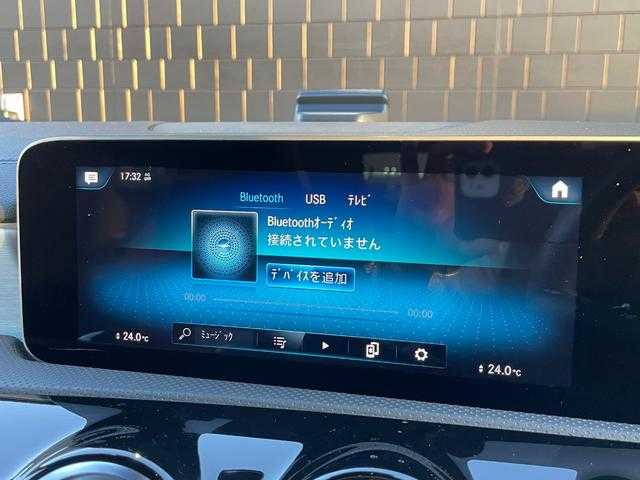 17:32
Bluetooth USB テレビ
Bluetoothオーディオ
接続されていません
デバイスを追加
00:00 00:00
ミュージック
24.0℃ 24.0℃